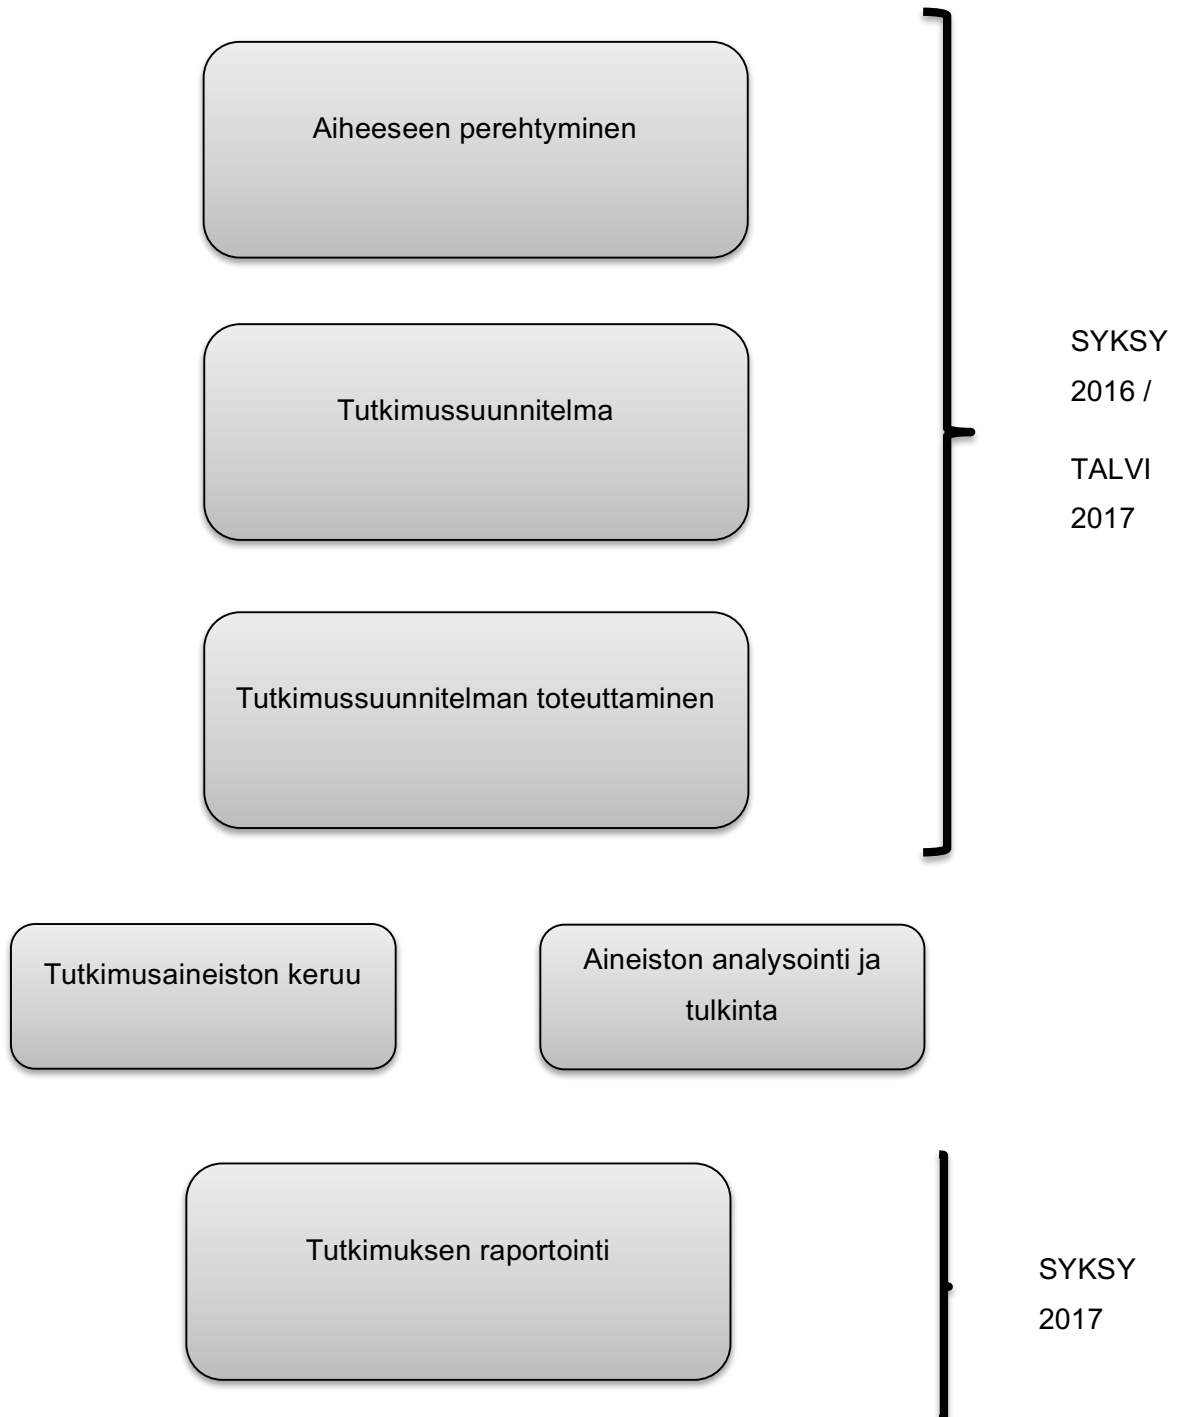 Aiheeseen perehtyminen
Tutkimussuunnitelma
SYKSY
2016 /
TALVI
2017
Tutkimussuunnitelman toteuttaminen
Tutkimusaineiston keruu
Aineiston analysointi ja
tulkinta
Tutkimuksen raportointi
SYKSY
2017